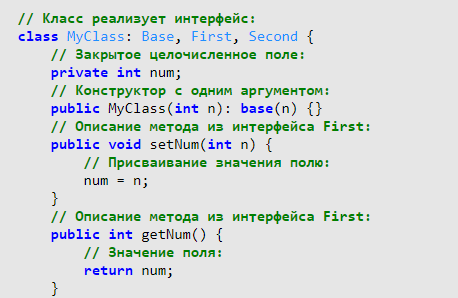 // Класс реализует интерфейс:
class MyClass: Base, First, Second {
// Закрытое целочисленное поле:
private int num;
// Конструктор с одним аргументом:
public MyClass(int n): base(n) {}
// Описание метода из интерфейса First:
public void setNum(int n) {
// Присваивание значения полю:
num = n;
}
// Описание метода из интерфейса First:
public int getNum() {
// Значение поля:
return num;
}